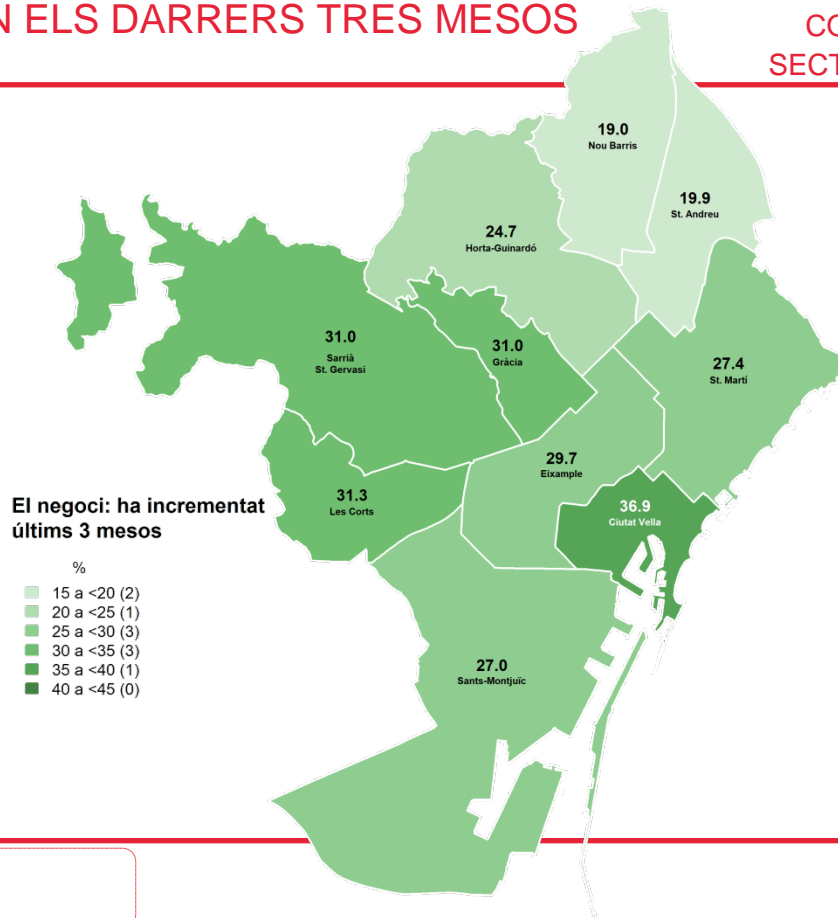 N ELS DARRERS TRES MESOS
CO
SECT
19.0
Nou Barris
19.9
St. Andreu
24.7
Horta-Guinardó
31.0
Sarrià
St. Gervasi
31.0
Gràcia
27.4
St. Martí
29.7
Eixample
31.3
Les Corts
36.9
Ciutat Vella
27.0
Sants-Montjuïc
El negoci: ha incrementat
últims 3 mesos
%
15 a <20 (2)
20 a <25 (1)
25 a <30 (3)
30 a <35 (3)
35 a <40 (1)
40 a <45 (0)